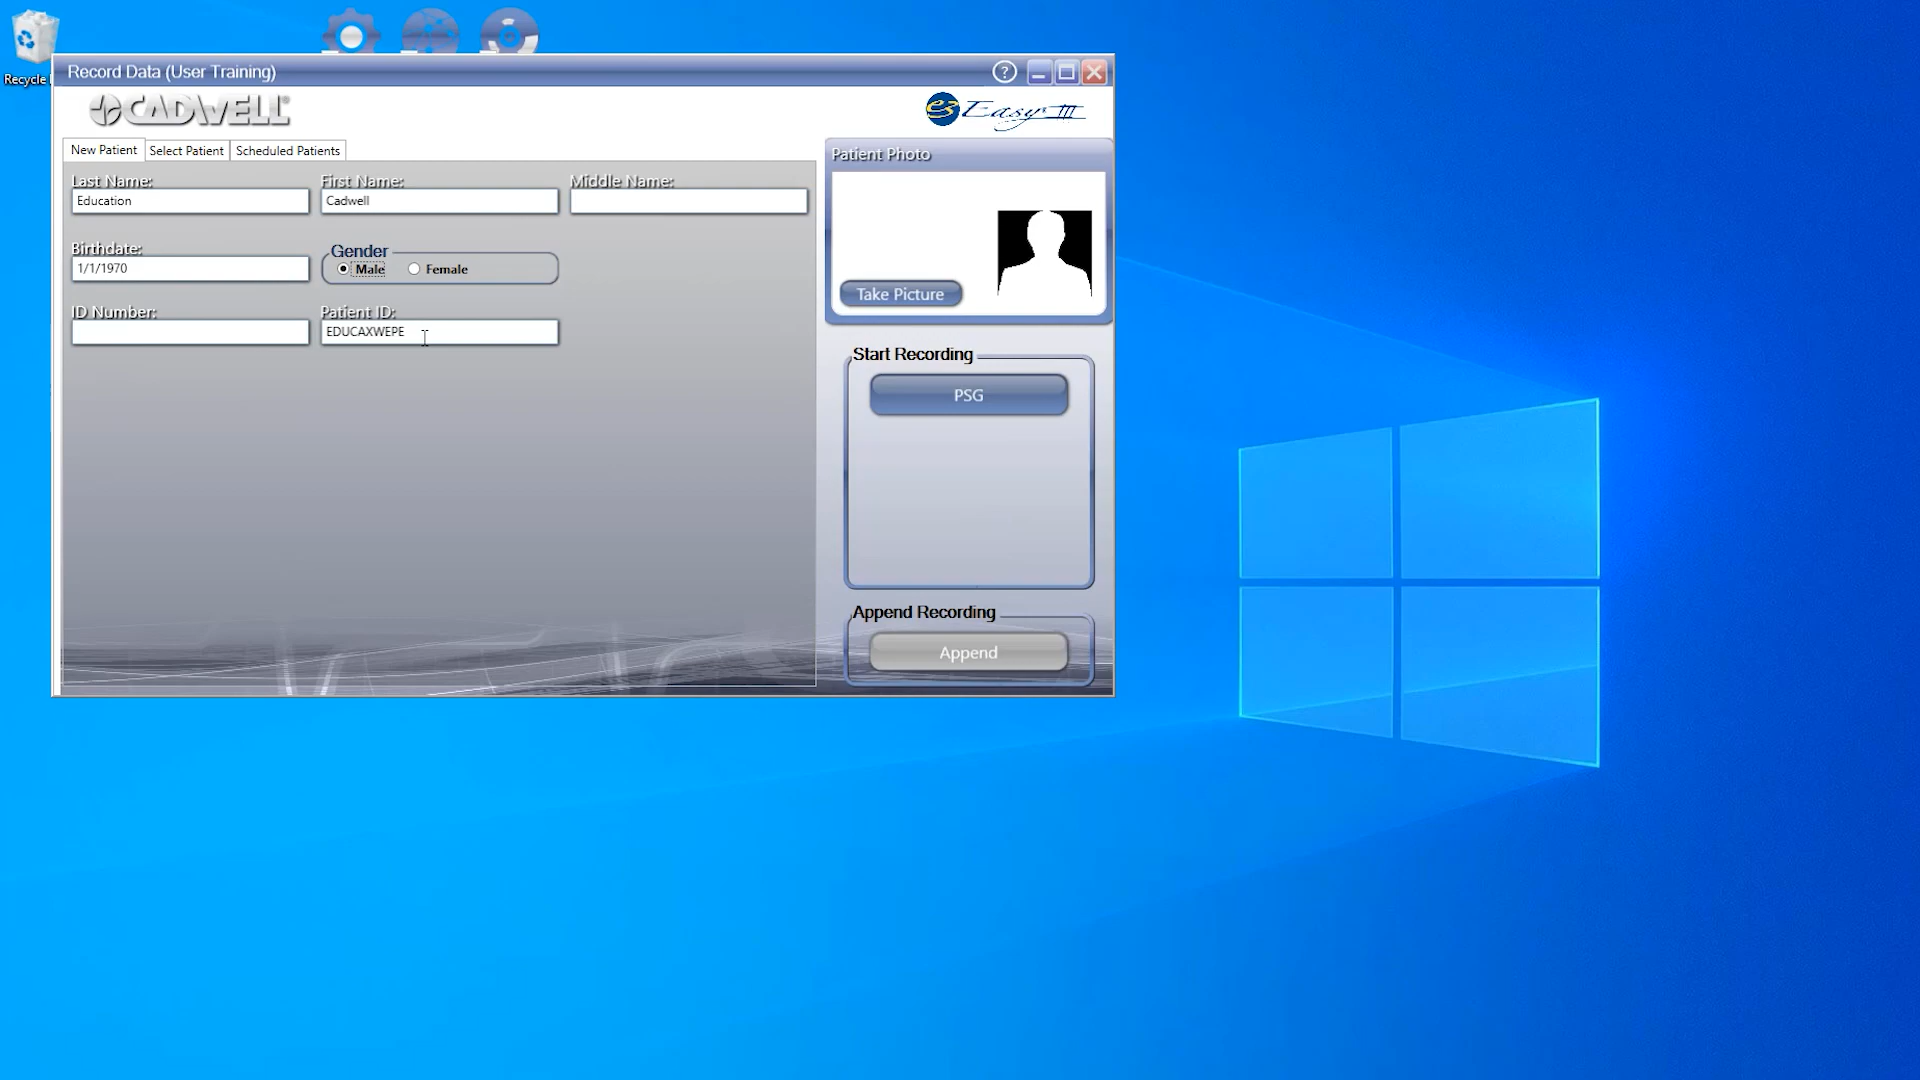 Recycle
Record Data (User Training)
?
CADWELL®
e3 Easy III
New Patient
Select Patient
Scheduled Patients
Patient Photo
Last Name:
First Name:
Middle Name:
Education
Cadwell
Birthdate:
Gender
1/1/1970
Male
Female
Take Picture
ID Number:
Patient ID:
EDUCAXWEPE
Start Recording
PSG
Append Recording
Append